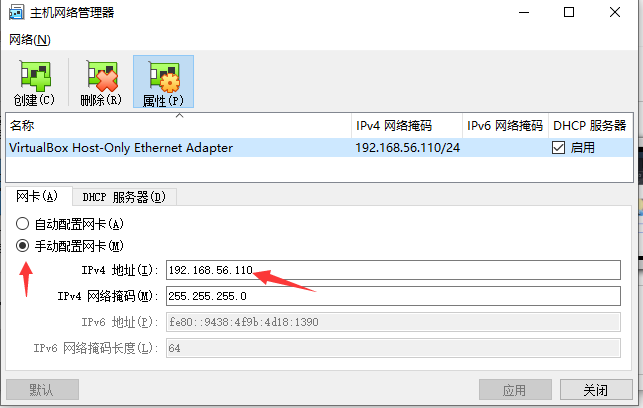 主机网络管理器
网络(N)
创建(C) 删除(R) 属性(P)
名称 IPv4 网络掩码 IPv6 网络掩码 DHCP 服务器
VirtualBox Host-Only Ethernet Adapter 192.168.56.110/24 启用
网卡(A) DHCP 服务器(D)
自动配置网卡(A)
手动配置网卡(M)
IPv4 地址(I): 192.168.56.110
IPv4 网络掩码(M): 255.255.255.0
IPv6 地址(P): fe80::9438:4f9b:4d18:1390
IPv6 网络掩码长度(L): 64
默认 应用 关闭